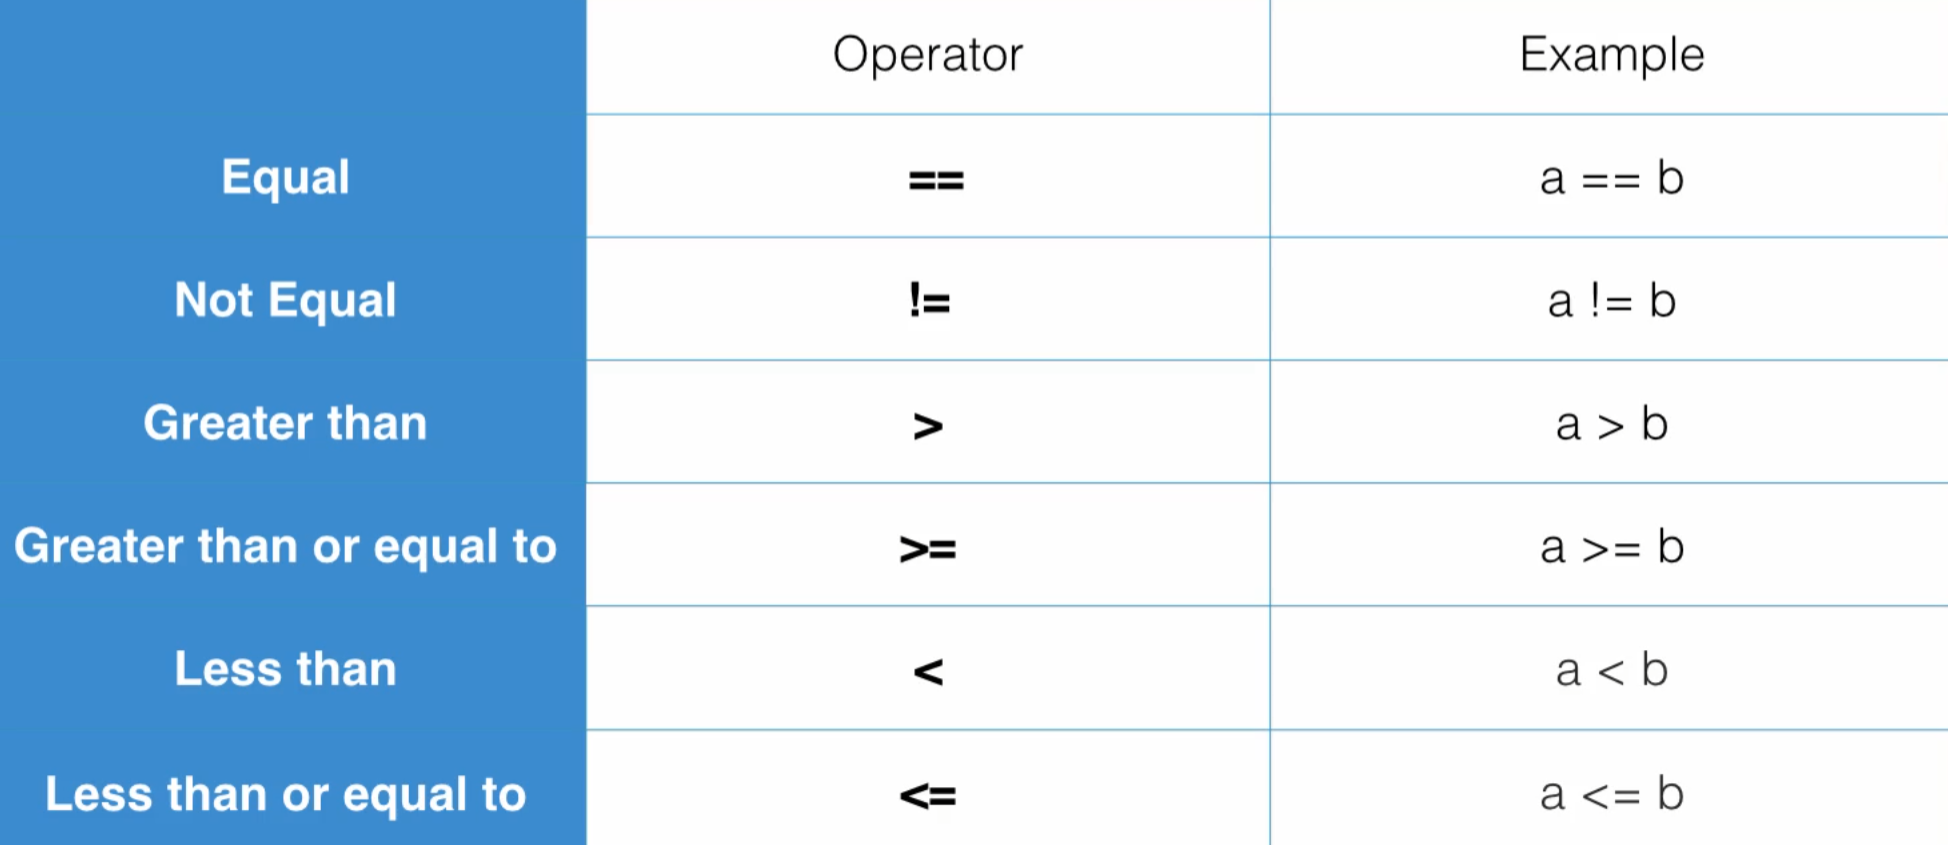 Operator Example
Equal == a == b
Not Equal != a != b
Greater than > a > b
Greater than or equal to >= a >= b
Less than < a < b
Less than or equal to <= a <= b